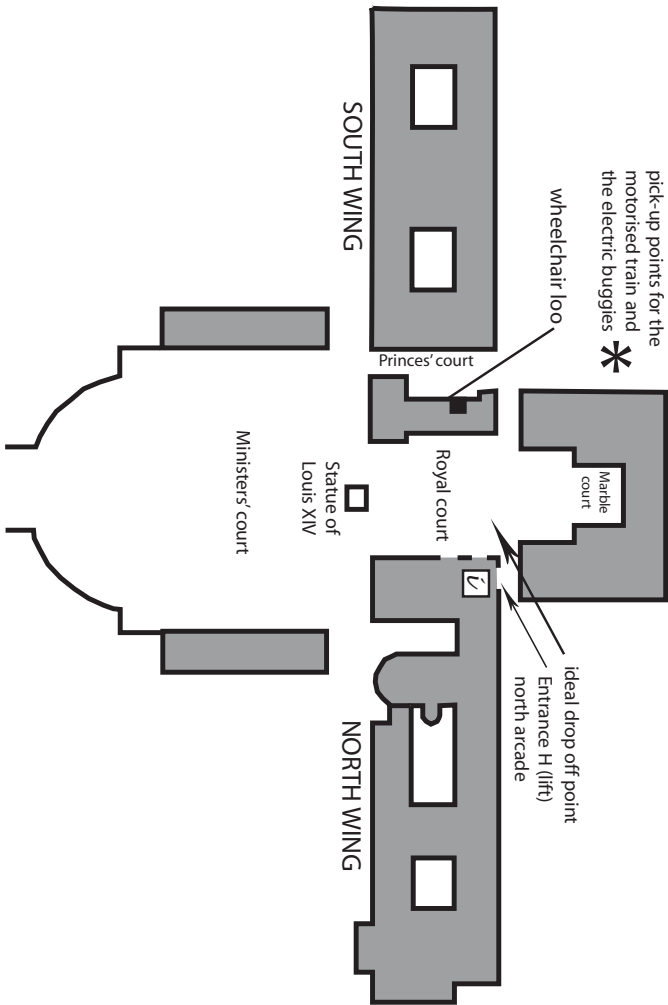 pick-up points for the
motorised train and
the electric buggies
*
wheelchair loo
SOUTH WING
Princes’ court
Marble
court
Royal court
Statue of
Louis XIV
Ministers’ court
i
ideal drop off point
Entrance H (lift)
north arcade
NORTH WING